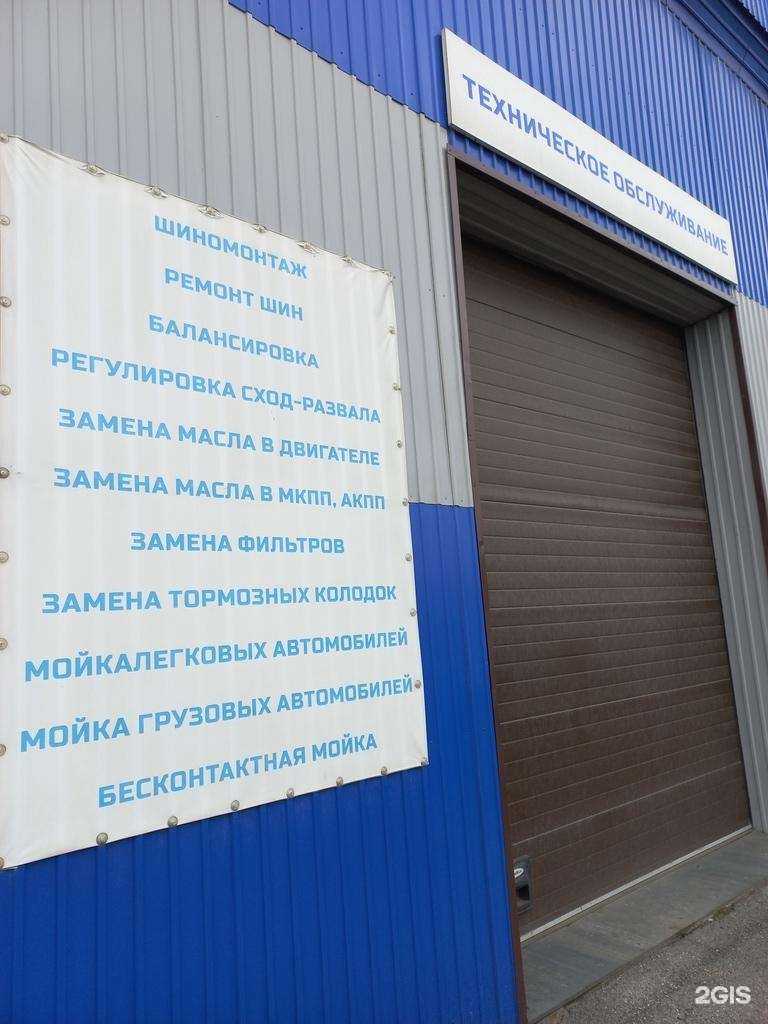 ТЕХНИЧЕСКОЕ ОБСЛУЖИВАНИЕ
ШИНОМОНТАЖ
РЕМОНТ ШИН
БАЛАНСИРОВКА
РЕГУЛИРОВКА СХОД-РАЗВАЛА
ЗАМЕНА МАСЛА В ДВИГАТЕЛЕ
ЗАМЕНА МАСЛА В МКПП, АКПП
ЗАМЕНА ФИЛЬТРОВ
ЗАМЕНА ТОРМОЗНЫХ КОЛОДОК
МОЙКАЛЕГКОВЫХ АВТОМОБИЛЕЙ
МОЙКА ГРУЗОВЫХ АВТОМОБИЛЕЙ
БЕСКОНТАКТНАЯ МОЙКА
2GIS